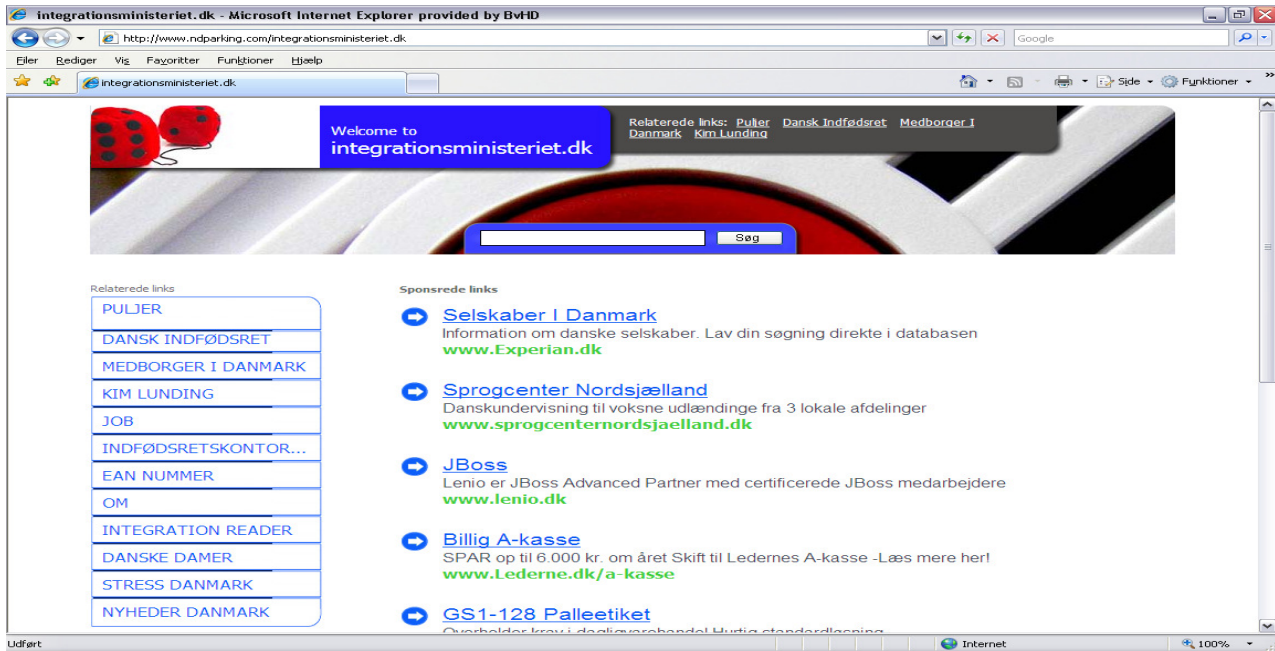 integrationsministeriet.dk - Microsoft Internet Explorer provided by BvHD
http://www.ndparking.com/integrationsministeriet.dk
Google
Filer Rediger Vis Favoritter Funktioner Hjælp
integrationsministeriet.dk
Side Funktioner
Welcome to
integrationsministeriet.dk
Relaterede links: Puljer Dansk Indfødsret Medborger I
Danmark Kim Lunding
Søg
Relaterede links
PULJER
DANSK INDFØDSRET
MEDBORGER I DANMARK
KIM LUNDING
JOB
INDFØDSRETSKONTOR...
EAN NUMMER
OM
INTEGRATION READER
DANSKE DAMER
STRESS DANMARK
NYHEDER DANMARK
Sponsrede links
Selskaber I Danmark
Information om danske selskaber. Lav din søgning direkte i databasen
www.Experian.dk
Sprogcenter Nordsjælland
Danskundervisning til voksne udlændinge fra 3 lokale afdelinger
www.sprogcenternordsjaelland.dk
JBoss
Lenio er JBoss Advanced Partner med certificerede JBoss medarbejdere
www.lenio.dk
Billig A-kasse
SPAR op til 6.000 kr. om året Skift til Ledernes A-kasse -Læs mere her!
www.Lederne.dk/a-kasse
GS1-128 Palleetiket
Overholder krav i dagligvarehandel Hurtig standardløsning
Udført
Internet
100%